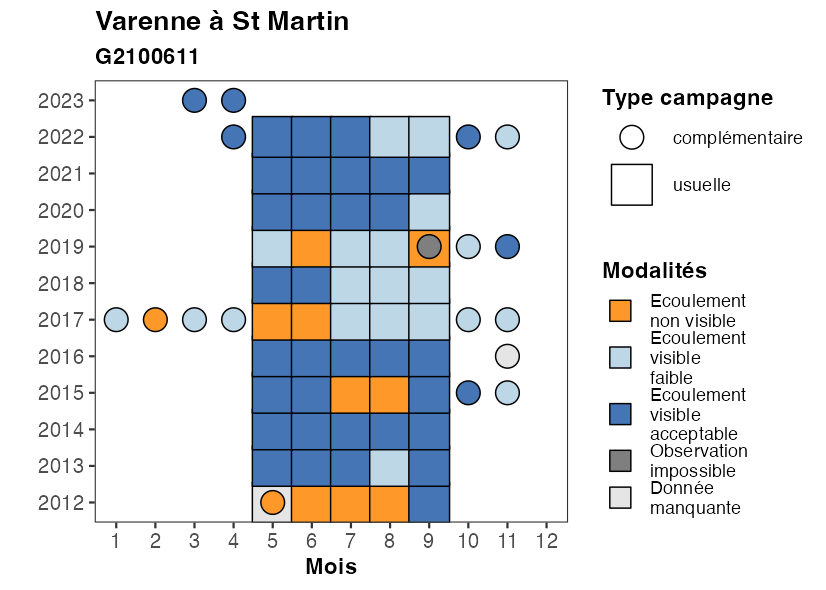 Varenne à St Martin
G2100611
2023
2022
2021
2020
2019
2018
2017
2016
2015
2014
2013
2012
1 2 3 4 5 6 7 8 9 10 11 12
Mois
Type campagne
complémentaire
usuelle
Modalités
Ecoulement
non visible
Ecoulement
visible
faible
Ecoulement
visible
acceptable
Observation
impossible
Donnée
manquante